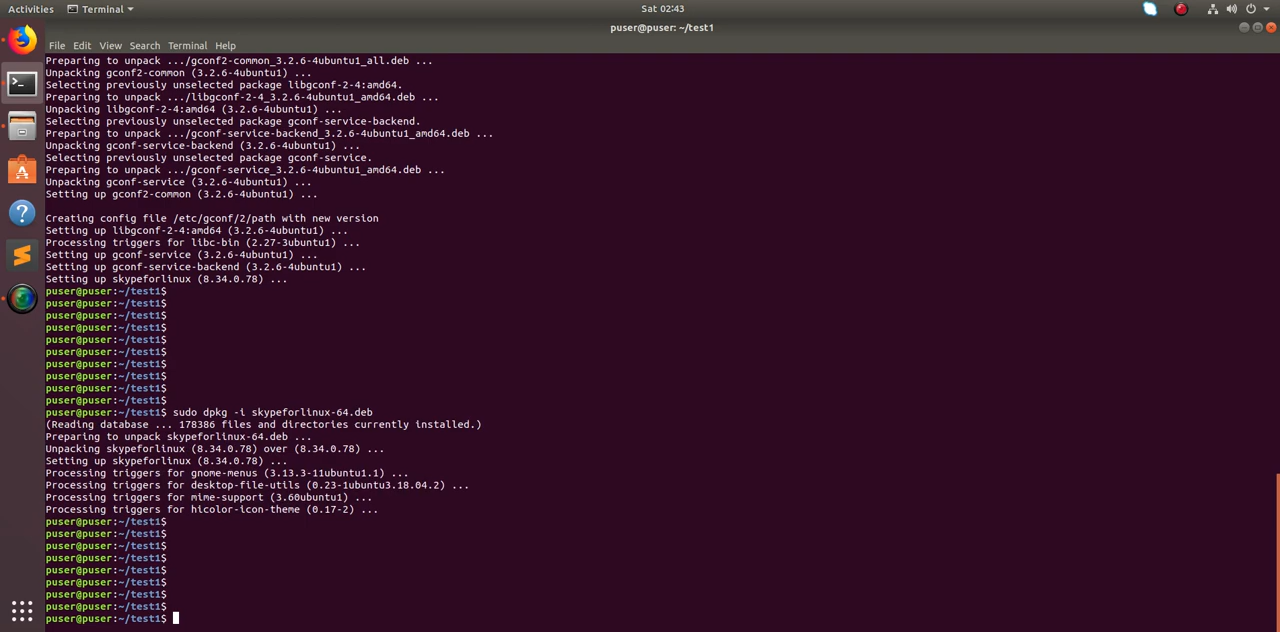 Activities
Terminal
Sat 02:43
puser@puser: ~/test1
File Edit View Search Terminal Help
Preparing to unpack .../gconf2-common_3.2.6-4ubuntu1_all.deb ...
Unpacking gconf2-common (3.2.6-4ubuntu1) ...
Selecting previously unselected package libgconf-2-4:amd64.
Preparing to unpack .../libgconf-2-4_3.2.6-4ubuntu1_amd64.deb ...
Unpacking libgconf-2-4:amd64 (3.2.6-4ubuntu1) ...
Selecting previously unselected package gconf-service-backend.
Preparing to unpack .../gconf-service-backend_3.2.6-4ubuntu1_amd64.deb ...
Unpacking gconf-service-backend (3.2.6-4ubuntu1) ...
Selecting previously unselected package gconf-service.
Preparing to unpack .../gconf-service_3.2.6-4ubuntu1_amd64.deb ...
Unpacking gconf-service (3.2.6-4ubuntu1) ...
Setting up gconf2-common (3.2.6-4ubuntu1) ...
Creating config file /etc/gconf/2/path with new version
Setting up libgconf-2-4:amd64 (3.2.6-4ubuntu1) ...
Processing triggers for libc-bin (2.27-3ubuntu1) ...
Setting up gconf-service (3.2.6-4ubuntu1) ...
Setting up gconf-service-backend (3.2.6-4ubuntu1) ...
Setting up skypeforlinux (8.34.0.78) ...
puser@puser:~/test1$
puser@puser:~/test1$
puser@puser:~/test1$
puser@puser:~/test1$
puser@puser:~/test1$
puser@puser:~/test1$
puser@puser:~/test1$
puser@puser:~/test1$
puser@puser:~/test1$
puser@puser:~/test1$
puser@puser:~/test1$ sudo dpkg -i skypeforlinux-64.deb
(Reading database ... 178386 files and directories currently installed.)
Preparing to unpack skypeforlinux-64.deb ...
Unpacking skypeforlinux (8.34.0.78) over (8.34.0.78) ...
Setting up skypeforlinux (8.34.0.78) ...
Processing triggers for gnome-menus (3.13.3-11ubuntu1.1) ...
Processing triggers for desktop-file-utils (0.23-1ubuntu3.18.04.2) ...
Processing triggers for mime-support (3.60ubuntu1) ...
Processing triggers for hicolor-icon-theme (0.17-2) ...
puser@puser:~/test1$
puser@puser:~/test1$
puser@puser:~/test1$
puser@puser:~/test1$
puser@puser:~/test1$
puser@puser:~/test1$
puser@puser:~/test1$
puser@puser:~/test1$
puser@puser:~/test1$